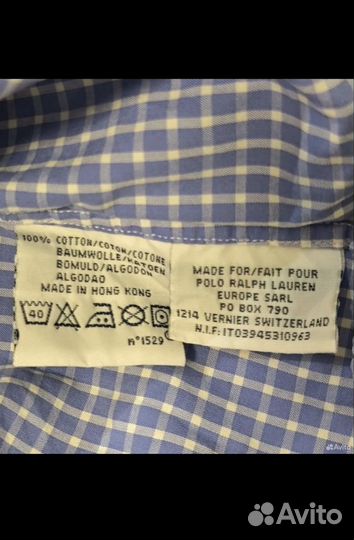 100% COTTON/COTON/COTONE
BAUMWOLLE/KATOEN
BOMULD/ALGODON
ALGODAO
MADE IN HONG KONG
40
N°1529
MADE FOR/FAIT POUR
POLO RALPH LAUREN
EUROPE SARL
PO BOX 790
1214 VERNIER SWITZERLAND
N.I.F: IT03945310963
Avito
Avito